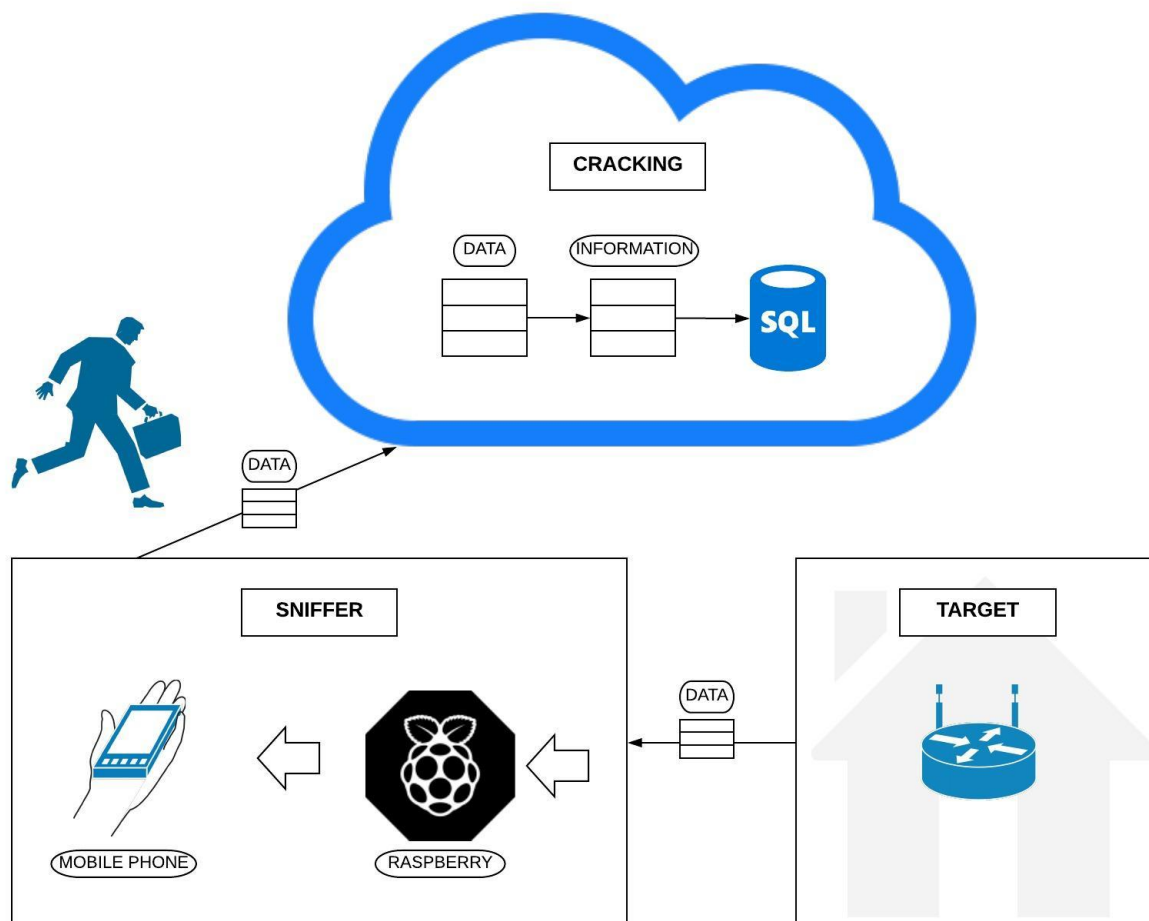 CRACKING
DATA
INFORMATION
SQL
DATA
SNIFFER
TARGET
DATA
MOBILE PHONE
RASPBERRY